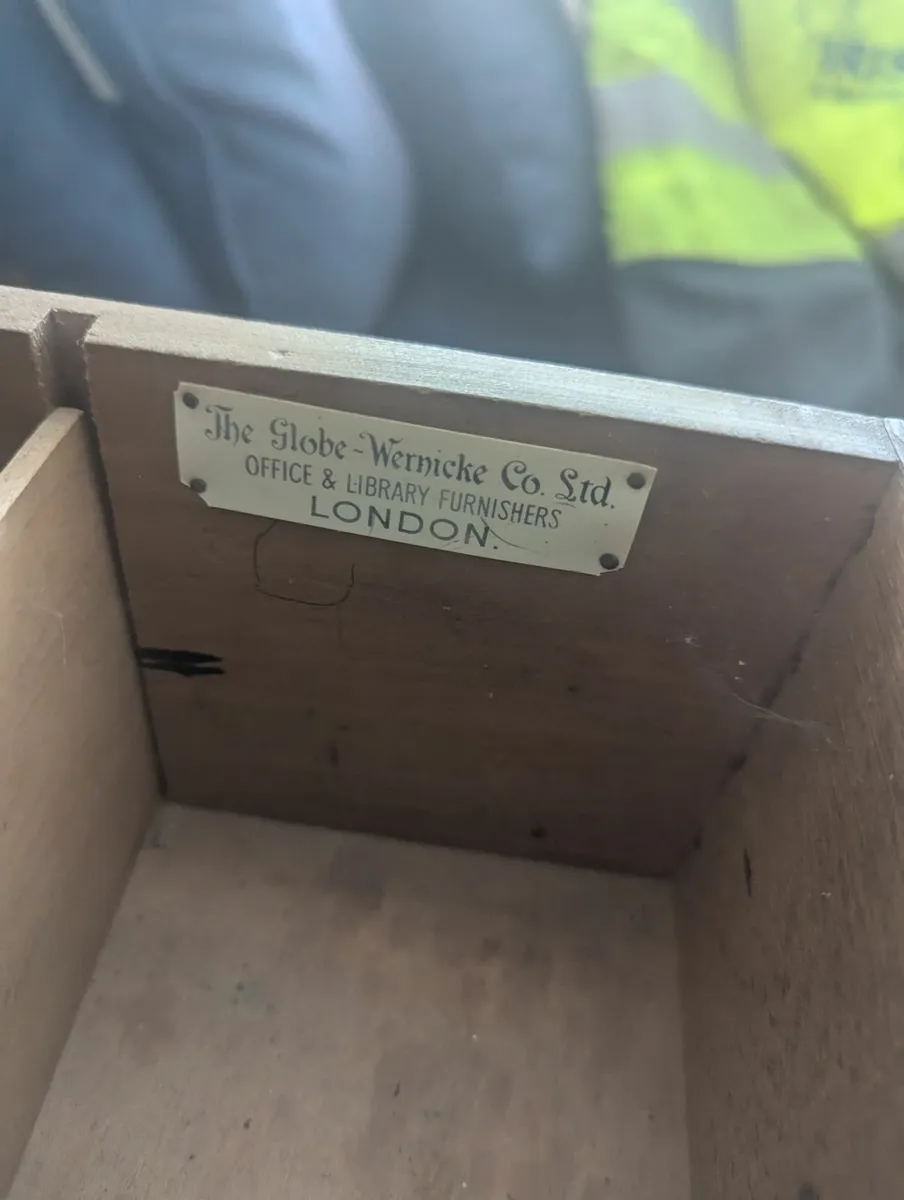 The Globe-Wernicke Co. Ltd.
OFFICE & LIBRARY FURNISHERS
LONDON.